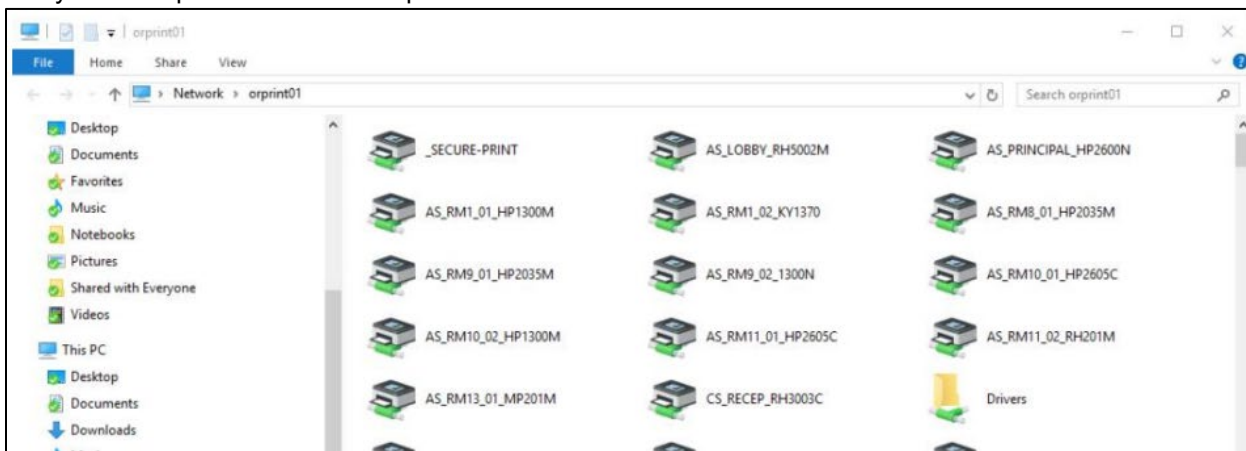 orprint01
File Home Share View
Network > orprint01
Search orprint01
Desktop
Documents
Favorites
Music
Notebooks
Pictures
Shared with Everyone
Videos
This PC
Desktop
Documents
Downloads
_SECURE-PRINT AS_LOBBY_RH5002M AS_PRINCIPAL_HP2600N
AS_RM1_01_HP1300M AS_RM1_02_KY1370 AS_RM8_01_HP2035M
AS_RM9_01_HP2035M AS_RM9_02_1300N AS_RM10_01_HP2605C
AS_RM10_02_HP1300M AS_RM11_01_HP2605C AS_RM11_02_RH201M
AS_RM13_01_MP201M CS_RECEP_RH3003C Drivers